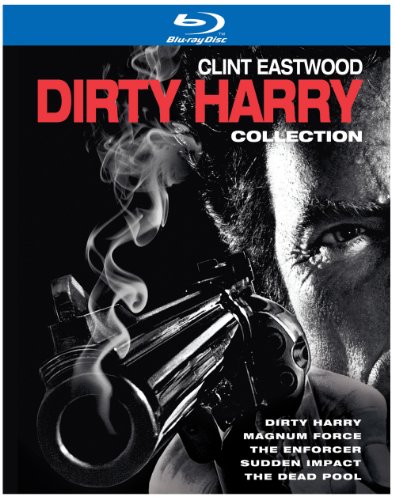 Blu-ray Disc
CLINT EASTWOOD
DIRTY HARRY
COLLECTION
DIRTY HARRY
MAGNUM FORCE
THE ENFORCER
SUDDEN IMPACT
THE DEAD POOL